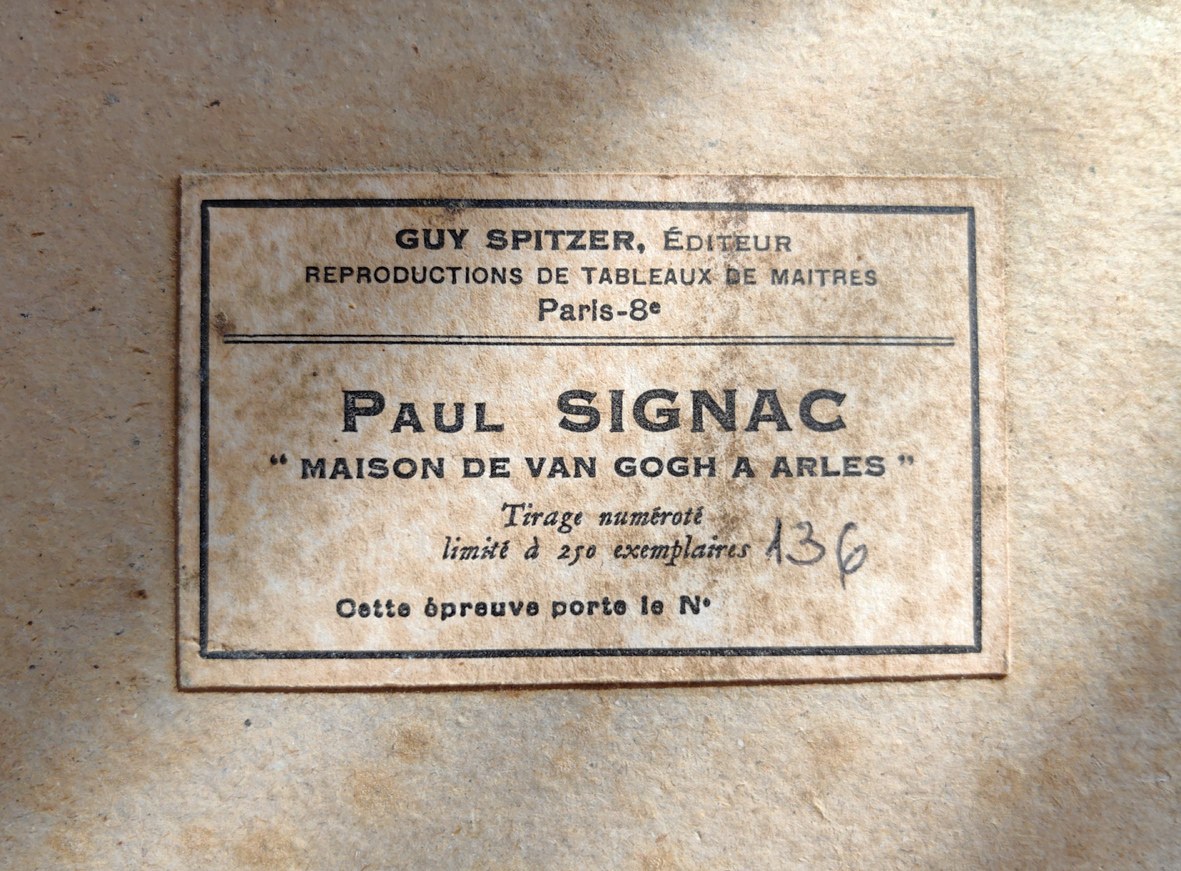 GUY SPITZER, ÉDITEUR
REPRODUCTIONS DE TABLEAUX DE MAITRES
Paris-8e
PAUL SIGNAC
“ MAISON DE VAN GOGH A ARLES ”
Tirage numéroté
limité à 250 exemplaires 136
Cette épreuve porte le N°